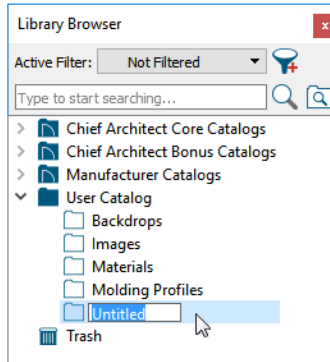 Library Browser
x
Active Filter: Not Filtered
Type to start searching...
Chief Architect Core Catalogs
Chief Architect Bonus Catalogs
Manufacturer Catalogs
User Catalog
Backdrops
Images
Materials
Molding Profiles
Untitled
Trash